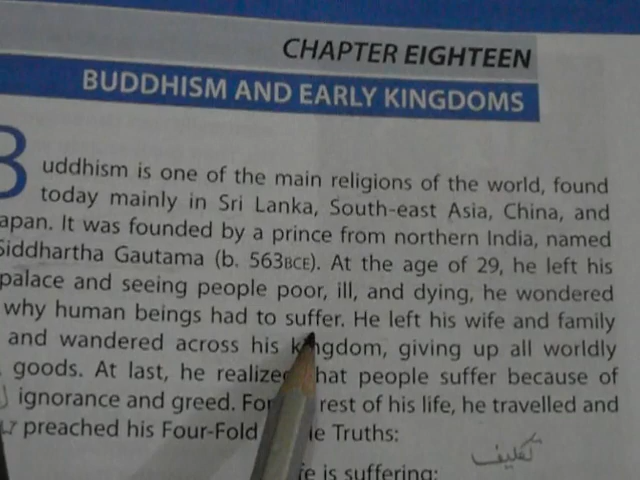 CHAPTER EIGHTEEN
BUDDHISM AND EARLY KINGDOMS
Buddhism is one of the main religions of the world, found
today mainly in Sri Lanka, South-east Asia, China, and
apan. It was founded by a prince from northern India, named
Siddhartha Gautama (b. 563BCE). At the age of 29, he left his
palace and seeing people poor, ill, and dying, he wondered
why human beings had to suffer. He left his wife and family
and wandered across his kingdom, giving up all worldly
goods. At last, he realized that people suffer because of
ignorance and greed. For rest of his life, he travelled and
preached his Four-Fold le Truths:
تکلیف
fe is suffering: